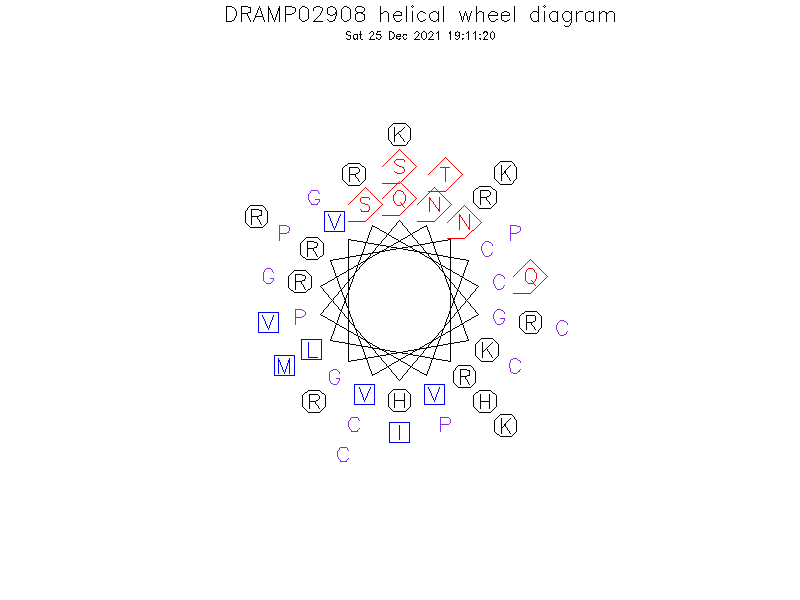 DRAMP02908 helical wheel diagram
Sat 25 Dec 2021 19:11:20
K
S
R T K
G S Q N R
R V N
P R C P
G R C Q
V P G R C
M L K C
G R
R V H V H
C I P K
C